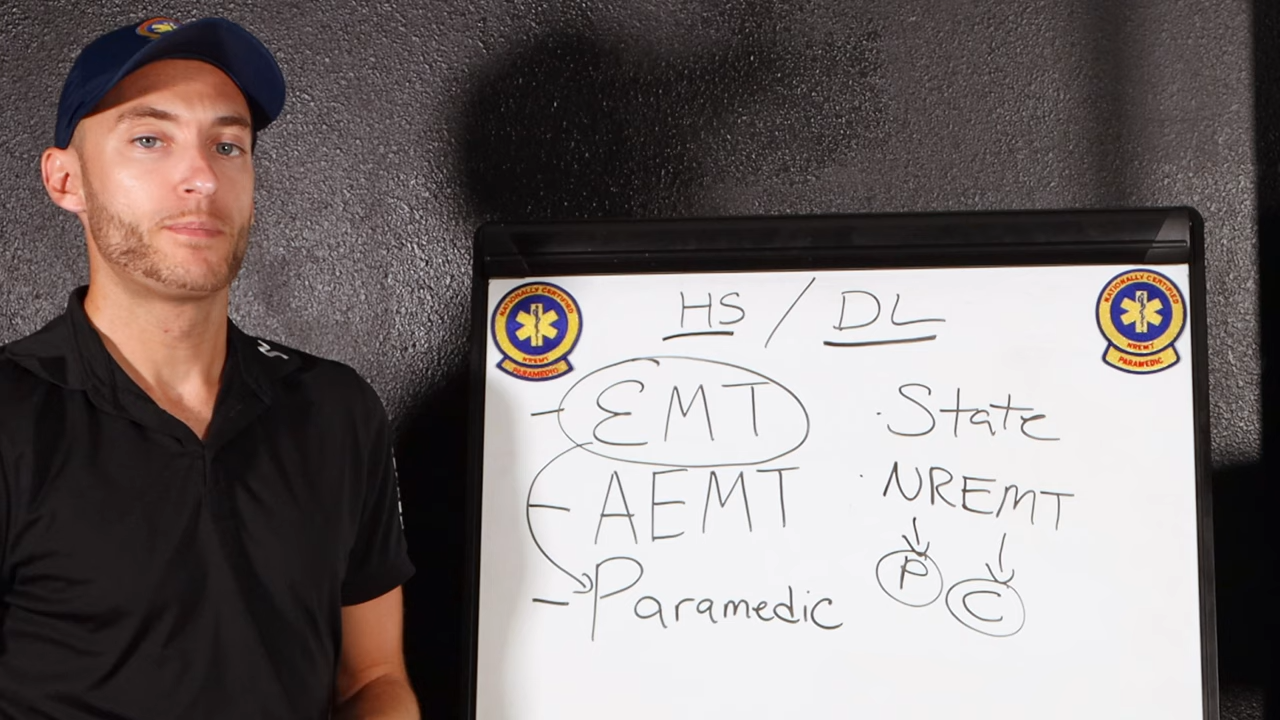 HS / DL
NATIONALLY CERTIFIED
NREMT
PARAMEDIC
NATIONALLY CERTIFIED
NREMT
PARAMEDIC
- EMT
- AEMT
- Paramedic
· State
· NREMT
P
C